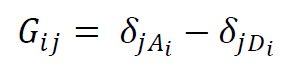 G_{ij} = δ_{jA_i} − δ_{jD_i}